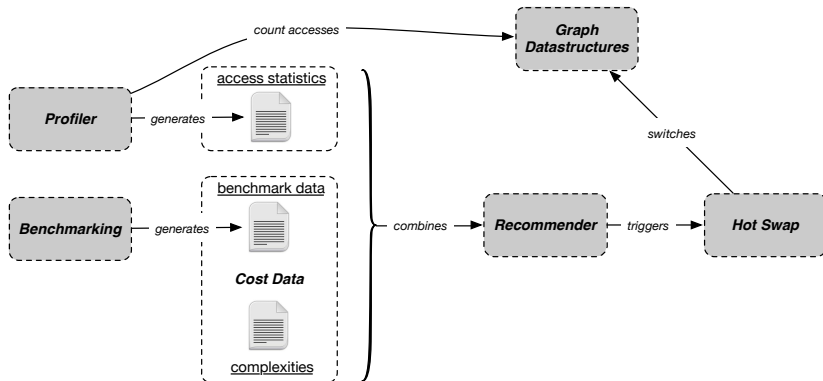 count accesses
Graph
Datastructures
access statistics
Profiler
generates
switches
benchmark data
Benchmarking
generates
combines
Recommender
triggers
Hot Swap
Cost Data
complexities